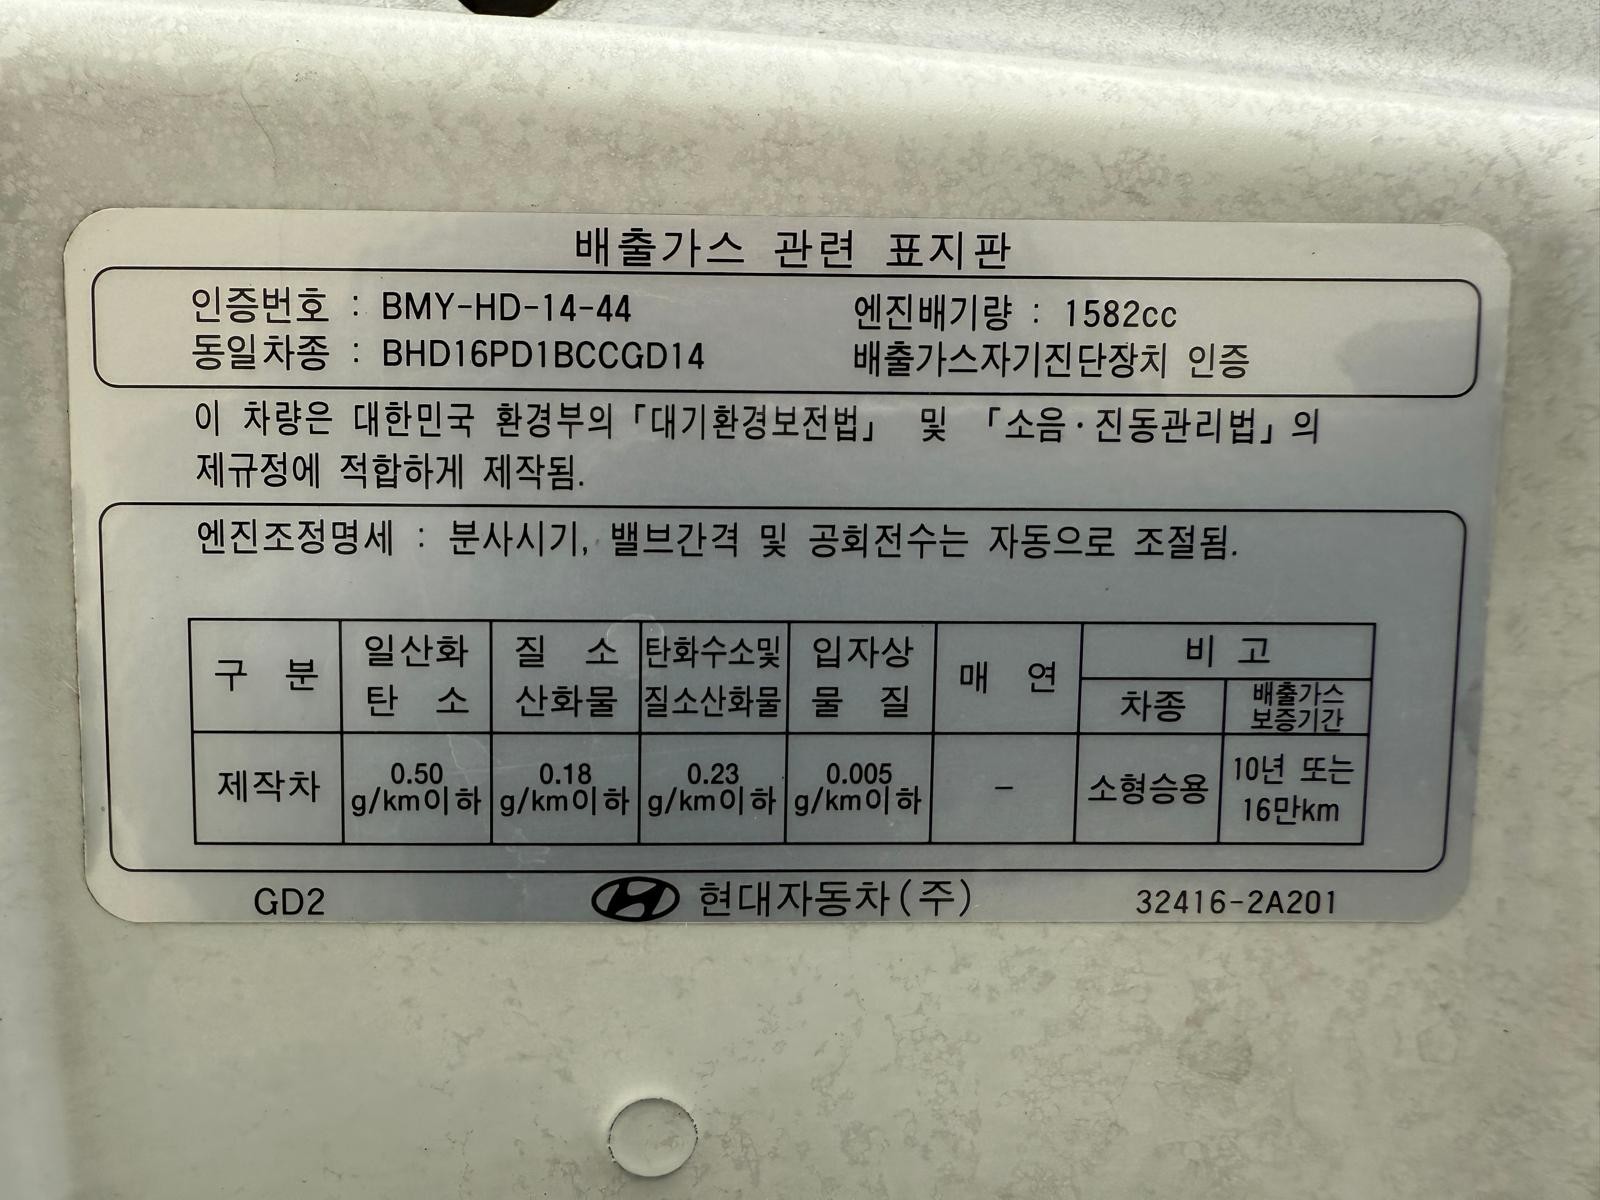 배출가스 관련 표지판
인증번호 : BMY-HD-14-44
엔진배기량 : 1582cc
동일차종 : BHD16PD1BCCGD14
배출가스자기진단장치 인증
이 차량은 대한민국 환경부의 「대기환경보전법」 및 「소음·진동관리법」의
제규정에 적합하게 제작됨.
엔진조정명세 : 분사시기, 밸브간격 및 공회전수는 자동으로 조절됨.
구 분
일산화
탄 소
질 소
산화물
탄화수소및
질소산화물
입자상
물 질
매 연
비 고
차종
배출가스
보증기간
제작차
0.50
g/km이하
0.18
g/km이하
0.23
g/km이하
0.005
g/km이하
–
소형승용
10년 또는
16만km
GD2
현대자동차(주)
32416-2A201